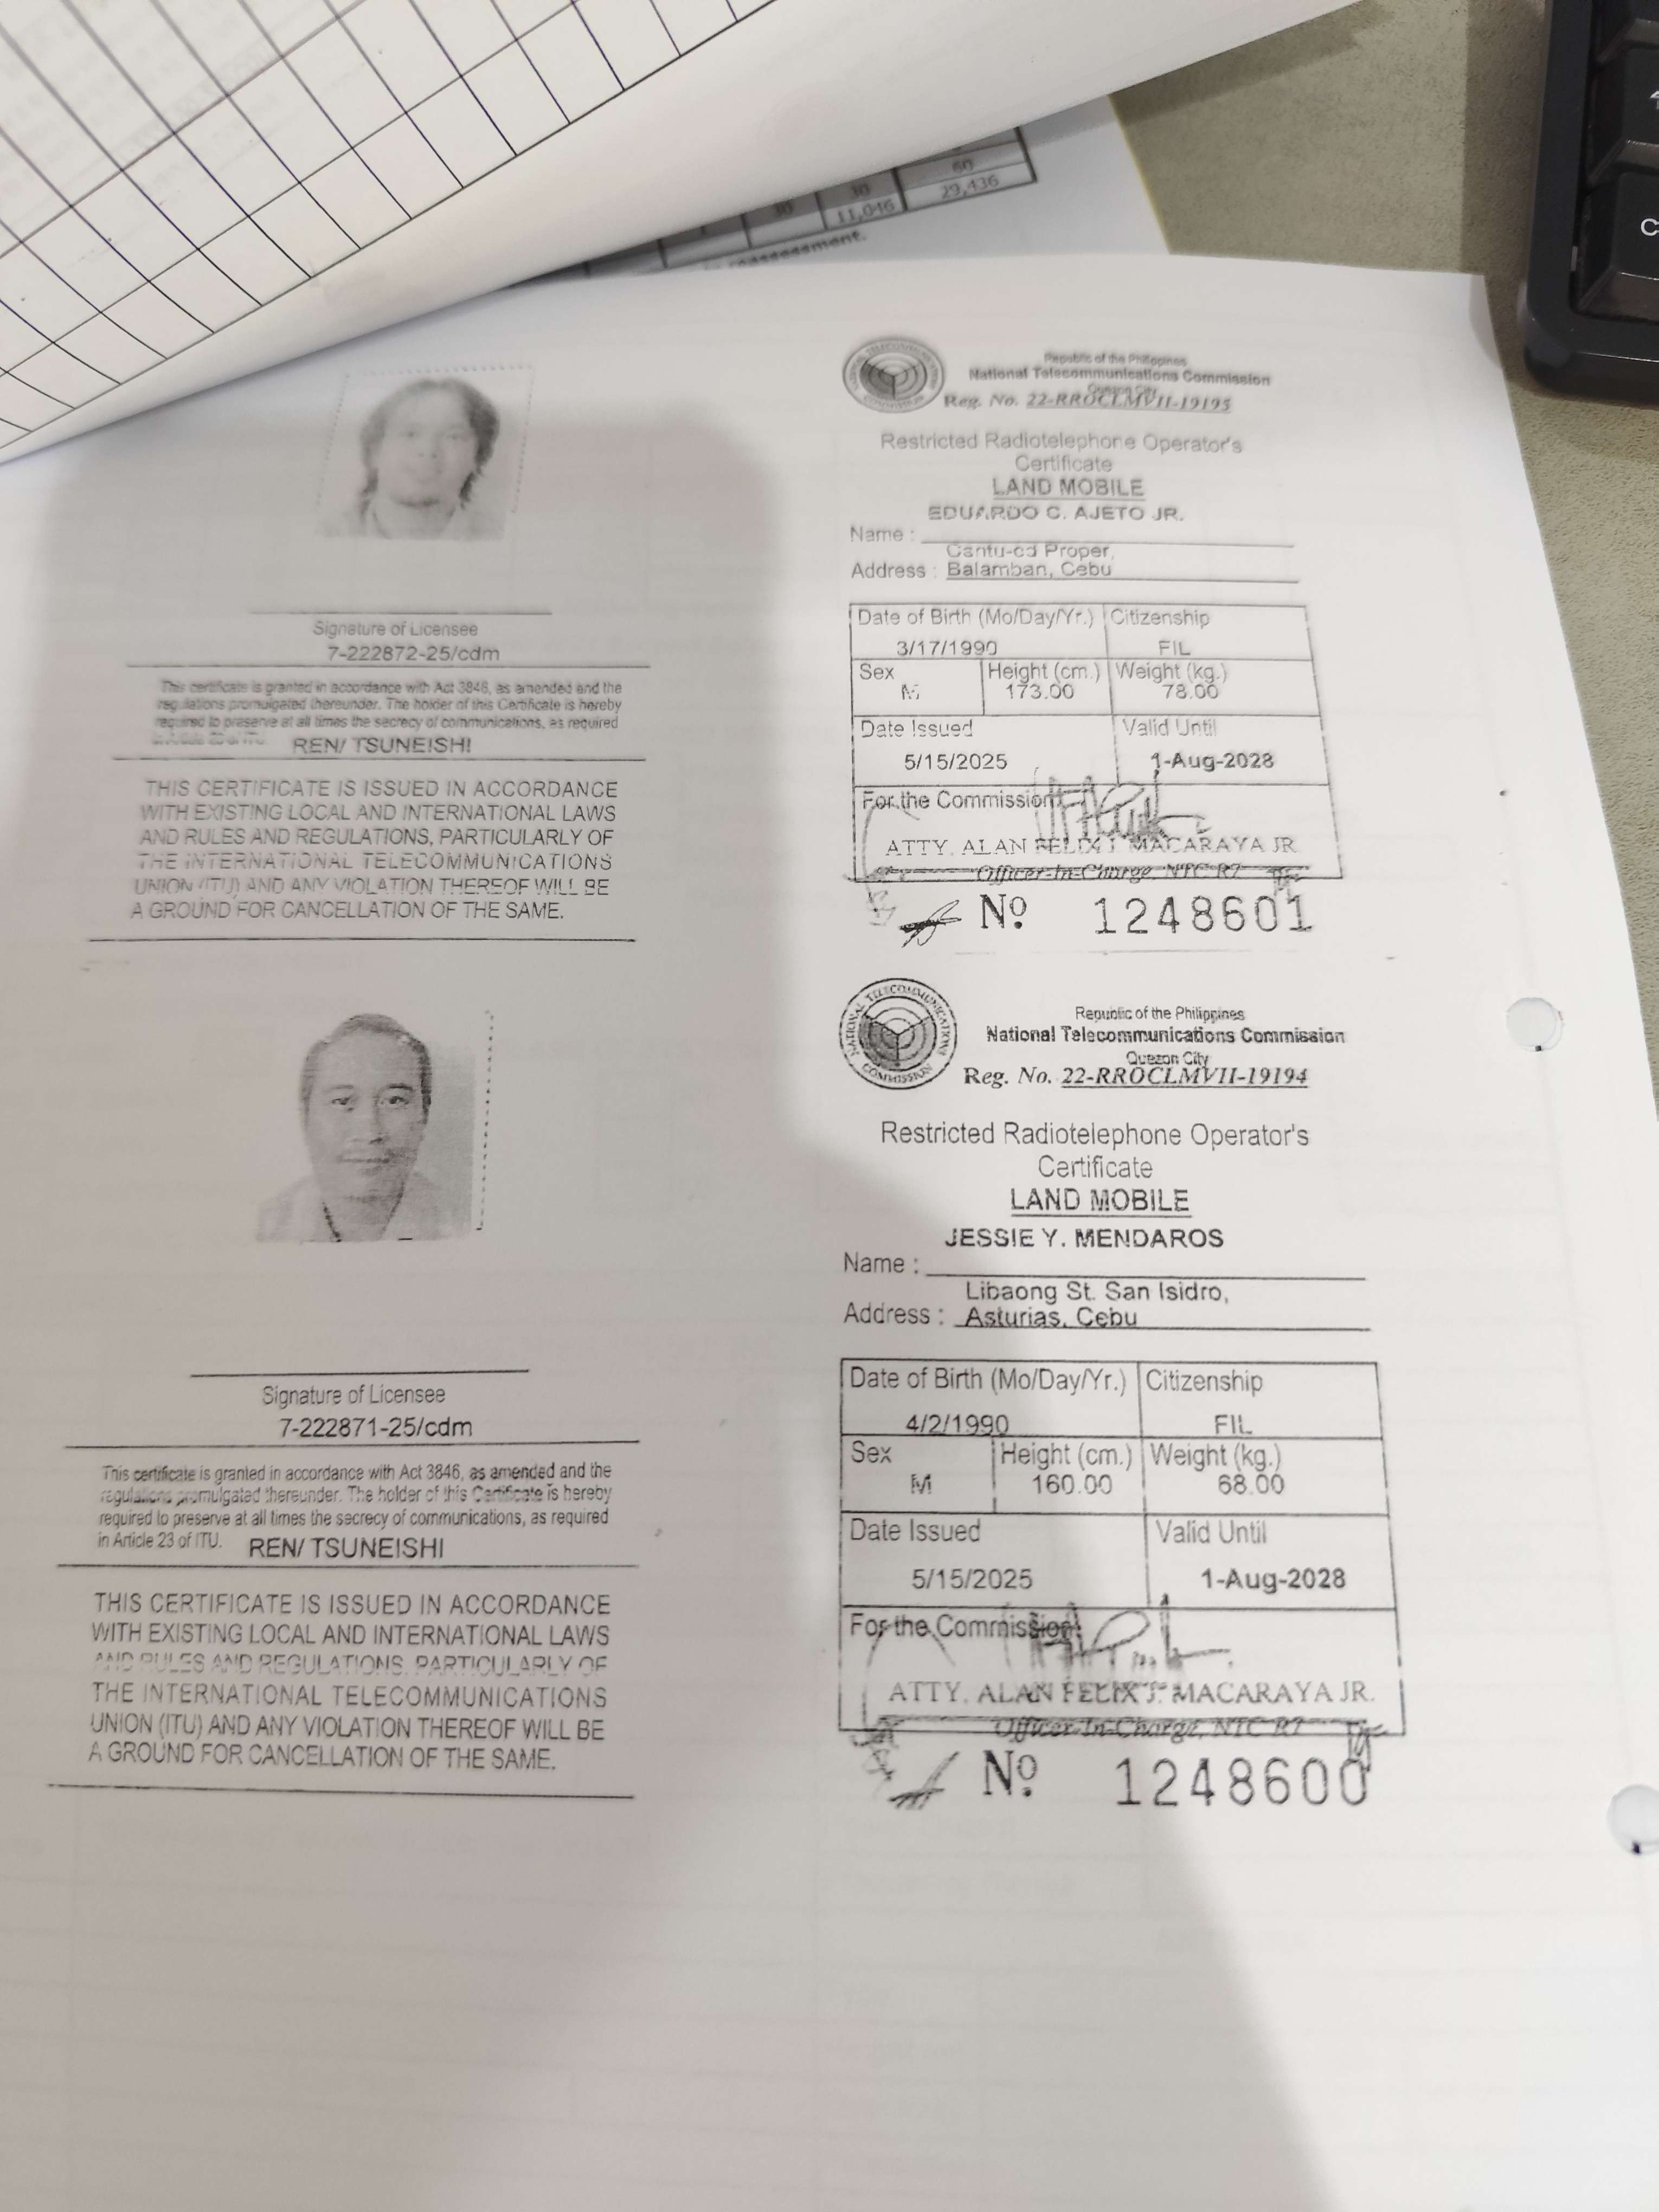 60
30
30
11,046
29,436
reassessment.
Republic of the Philippines
National Telecommunications Commission
Quezon City
Reg. No. 22-RROCLMVII-19195
Restricted Radiotelephone Operator's
Certificate
LAND MOBILE
EDUARDO C. AJETO JR.
Name :
Cantu-od Proper,
Address : Balamban, Cebu
Date of Birth (Mo/Day/Yr.) Citizenship
3/17/1990 FIL
Sex Height (cm.) Weight (kg.)
M 173.00 78.00
Date Issued Valid Until
5/15/2025 1-Aug-2028
For the Commission:
ATTY. ALAN FELIX J. MACARAYA JR
Officer-In-Charge, NTC R7
Nº 1248601
Signature of Licensee
7-222872-25/cdm
This certificate is granted in accordance with Act 3846, as amended and the
regulations promulgated thereunder. The holder of this Certificate is hereby
required to preserve at all times the secrecy of communications, as required
in Article 23 of ITU. REN/ TSUNEISHI
THIS CERTIFICATE IS ISSUED IN ACCORDANCE
WITH EXISTING LOCAL AND INTERNATIONAL LAWS
AND RULES AND REGULATIONS, PARTICULARLY OF
THE INTERNATIONAL TELECOMMUNICATIONS
UNION (ITU) AND ANY VIOLATION THEREOF WILL BE
A GROUND FOR CANCELLATION OF THE SAME.
NATIONAL TELECOMMUNICATIONS COMMISSION
Republic of the Philippines
National Telecommunications Commission
Quezon City
Reg. No. 22-RROCLMVII-19194
Restricted Radiotelephone Operator's
Certificate
LAND MOBILE
JESSIE Y. MENDAROS
Name :
Libaong St. San Isidro,
Address : Asturias, Cebu
Date of Birth (Mo/Day/Yr.) Citizenship
4/2/1990 FIL
Sex Height (cm.) Weight (kg.)
M 160.00 68.00
Date Issued Valid Until
5/15/2025 1-Aug-2028
For the Commission:
ATTY. ALAN FELIX J. MACARAYA JR.
Officer-In-Charge, NTC R7
Nº 1248600
Signature of Licensee
7-222871-25/cdm
This certificate is granted in accordance with Act 3846, as amended and the
regulations promulgated thereunder. The holder of this Certificate is hereby
required to preserve at all times the secrecy of communications, as required
in Article 23 of ITU. REN/ TSUNEISHI
THIS CERTIFICATE IS ISSUED IN ACCORDANCE
WITH EXISTING LOCAL AND INTERNATIONAL LAWS
AND RULES AND REGULATIONS, PARTICULARLY OF
THE INTERNATIONAL TELECOMMUNICATIONS
UNION (ITU) AND ANY VIOLATION THEREOF WILL BE
A GROUND FOR CANCELLATION OF THE SAME.